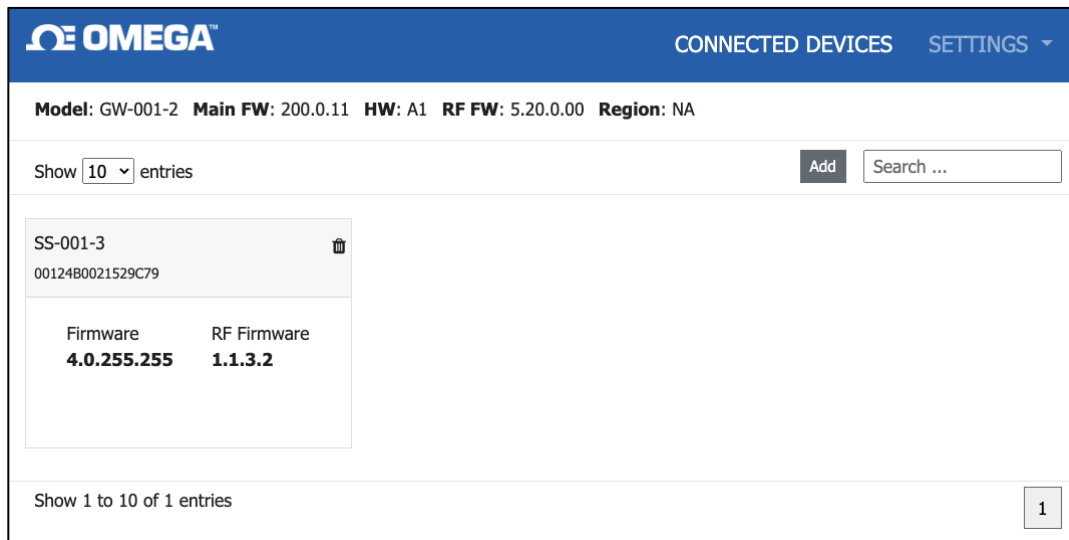 OMEGA™
CONNECTED DEVICES SETTINGS
Model: GW-001-2 Main FW: 200.0.11 HW: A1 RF FW: 5.20.0.00 Region: NA
Show 10 entries
Add Search ...
SS-001-3
00124B0021529C79
Firmware RF Firmware
4.0.255.255 1.1.3.2
Show 1 to 10 of 1 entries
1